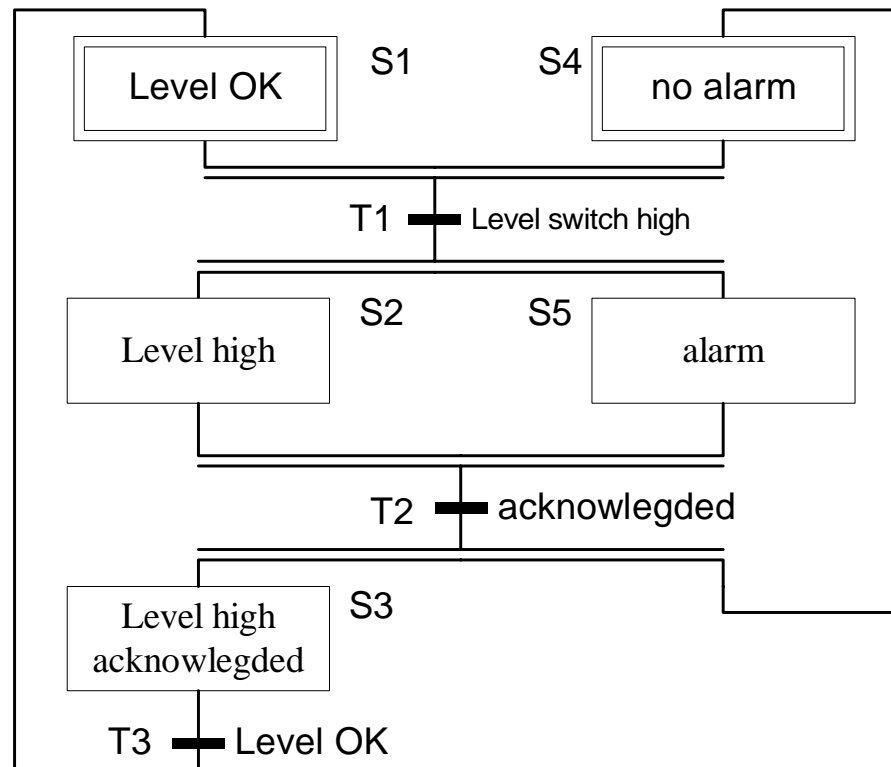 Level OK
S1
S4
no alarm
T1
Level switch high
Level high
S2
S5
alarm
T2
acknowlegded
Level high
acknowlegded
S3
T3
Level OK